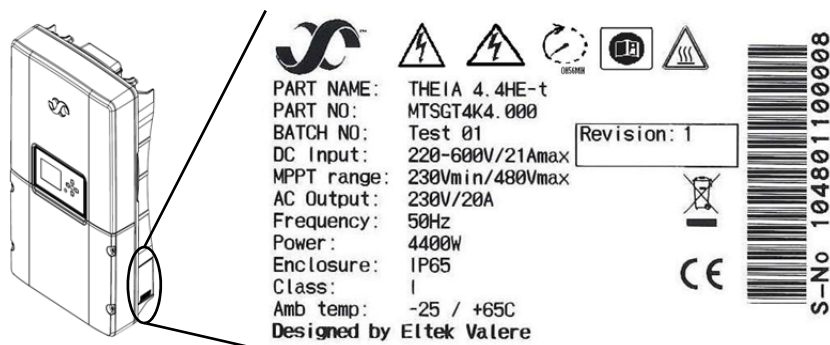 PART NAME: THEIA 4.4HE-t
PART NO: MTSGT4K4.000
BATCH NO: Test 01
Revision: 1
DC Input: 220-600V/21Amax
MPPT range: 230Vmin/480Vmax
AC Output: 230V/20A
Frequency: 50Hz
Power: 4400W
Enclosure: IP65
Class: I
Amb temp: -25 / +65C
Designed by Eltek Valere
CE
S-No 104801100008